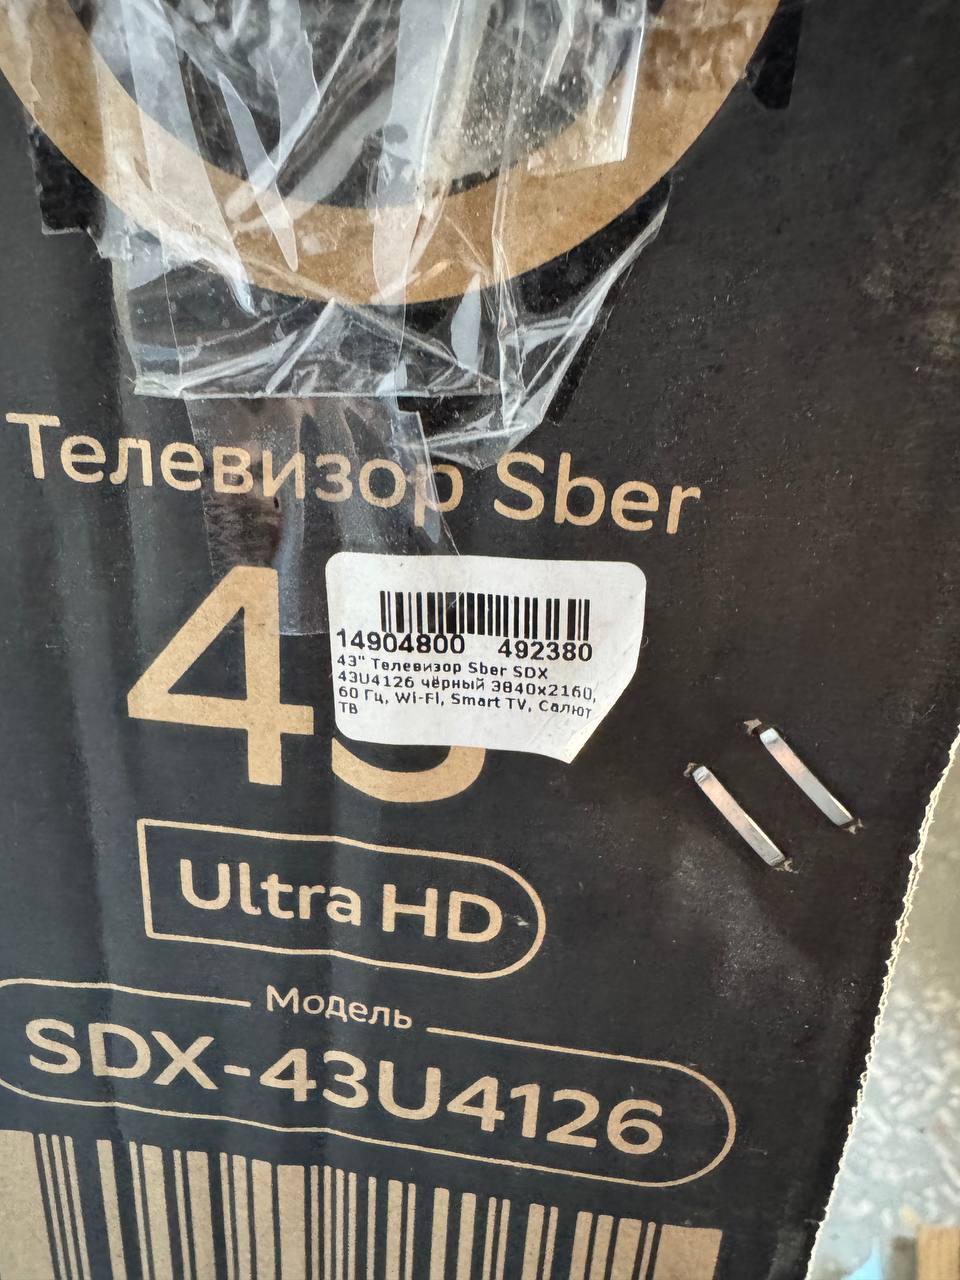 Телевизор Sber
43
14904800 492380
43" Телевизор Sber SDX
43U4126 чёрный 3840x2160,
60 Гц, Wi-Fi, Smart TV, Салют
ТВ
Ultra HD
Модель
SDX-43U4126